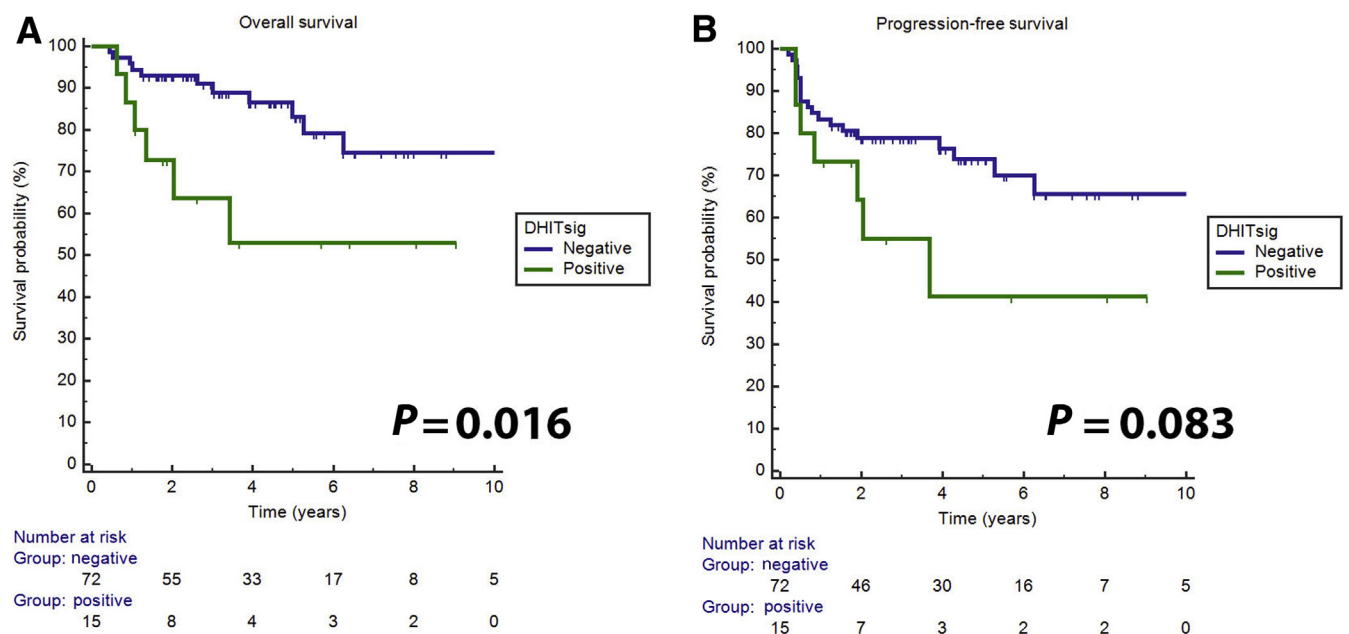 A
Overall survival
Survival probability (%)
100
90
80
70
60
50
40
30
20
10
0
0 2 4 6 8 10
Time (years)
DHITsig
Negative
Positive
P = 0.016
Number at risk
Group: negative
72 55 33 17 8 5
Group: positive
15 8 4 3 2 0
B
Progression-free survival
Survival probability (%)
100
90
80
70
60
50
40
30
20
10
0
0 2 4 6 8 10
Time (years)
DHITsig
Negative
Positive
P = 0.083
Number at risk
Group: negative
72 46 30 16 7 5
Group: positive
15 7 3 2 2 0